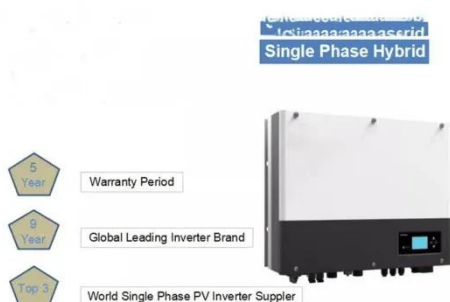 Single Phase Hybrid
5
Year
Warranty Period
9
Year
Global Leading Inverter Brand
Top 3
World Single Phase PV Inverter Suppler